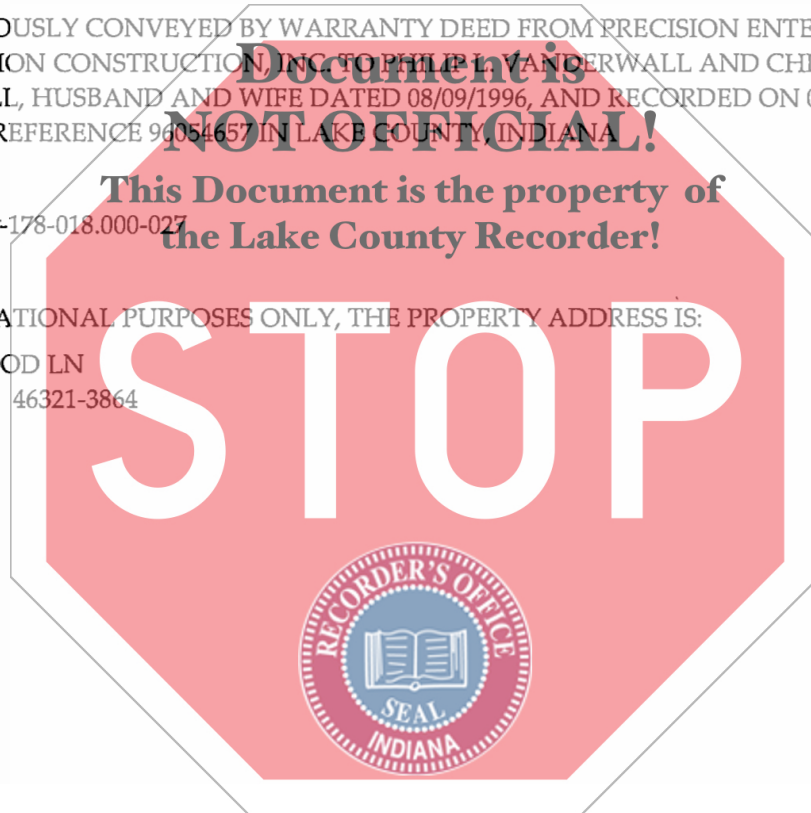 OUSLY CONVEYED BY WARRANTY DEED FROM PRECISION ENTE
ION CONSTRUCTION, INC. TO PHILIP L. VANDERWALL AND CHE
LL, HUSBAND AND WIFE DATED 08/09/1996, AND RECORDED ON 0
REFERENCE 96054657 IN LAKE COUNTY, INDIANA
Document is
NOT OFFICIAL!
This Document is the property of
the Lake County Recorder!
-178-018.000-027
ATIONAL PURPOSES ONLY, THE PROPERTY ADDRESS IS:
OD LN
46321-3864
STOP
RECORDER'S OFFICE
SEAL
INDIANA